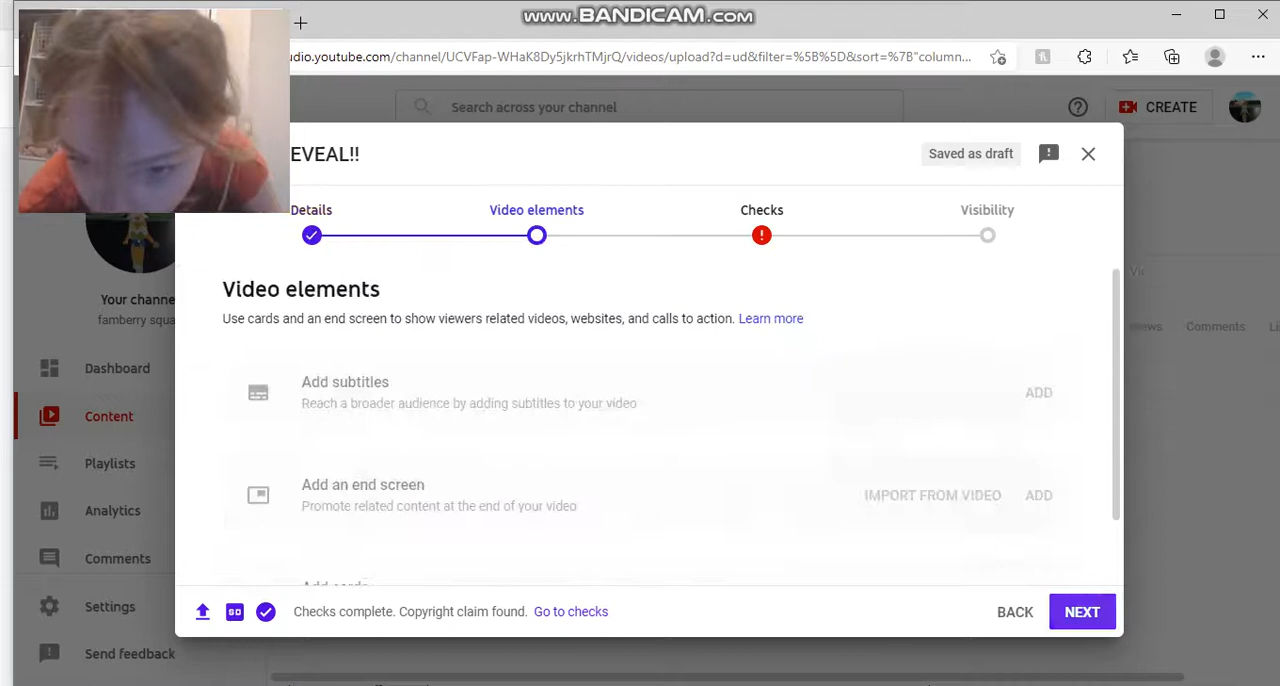 WWW.BANDICAM.COM
udio.youtube.com/channel/UCVFap-WHaK8Dy5jkrhTMjrQ/videos/upload?d=ud&filter=%5B%5D&sort=%7B"column...
Search across your channel
CREATE
EVEAL!!
Saved as draft
Details
Video elements
Checks
Visibility
Video elements
Use cards and an end screen to show viewers related videos, websites, and calls to action. Learn more
Your channe
famberry squa
Comments
Add subtitles
Reach a broader audience by adding subtitles to your video
ADD
Add an end screen
Promote related content at the end of your video
IMPORT FROM VIDEO
ADD
Add cards
Dashboard
Content
Playlists
Analytics
Comments
Settings
Send feedback
SD
Checks complete. Copyright claim found. Go to checks
BACK
NEXT